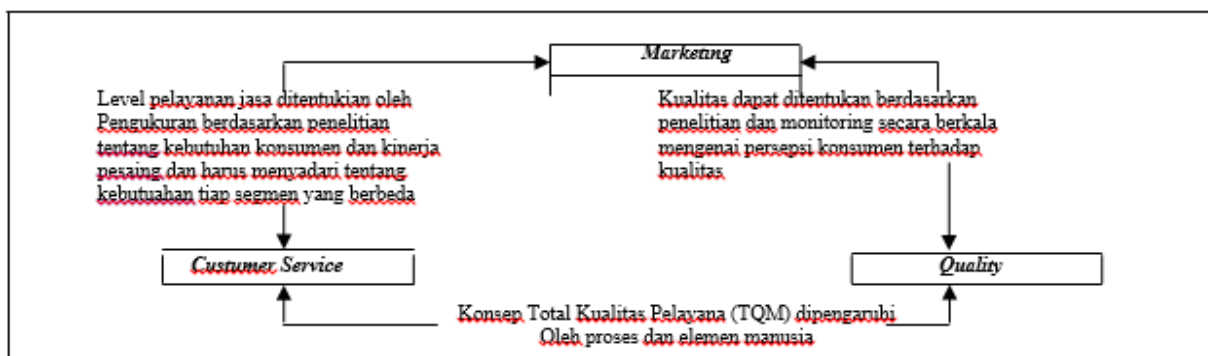 Marketing
Level pelayanan jasa ditentukian oleh
Pengukuran berdasarkan penelitian
tentang kebutuhan konsumen dan kinerja
pesaing dan harus menyadari tentang
kebutuahan tiap segmen yang berbeda
Kualitas dapat ditentukan berdasarkan
penelitian dan monitoring secara berkala
mengenai persepsi konsumen terhadap
kualitas
Custumer Service
Quality
Konsep Total Kualitas Pelayana (TQM) dipengarubi
Oleh proses dan elemen manusia